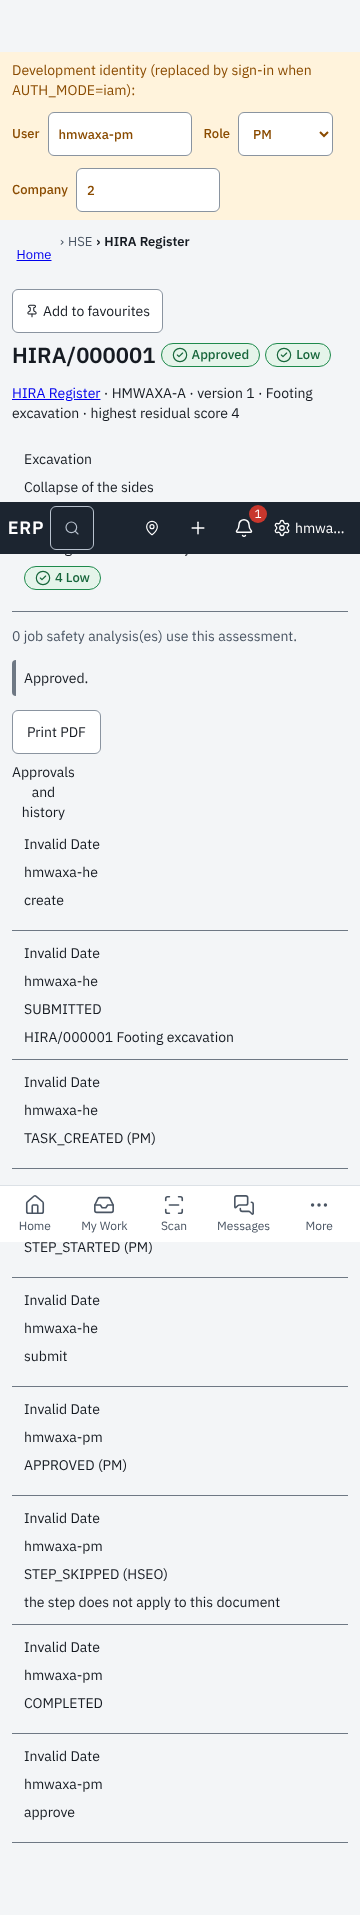 Development identity (replaced by sign-in when
AUTH_MODE=iam):
User hmwaxa-pm Role PM
Company 2
Home › HSE › HIRA Register
Add to favourites
HIRA/000001 Approved Low
HIRA Register · HMWAXA-A · version 1 · Footing
excavation · highest residual score 4
Excavation
Collapse of the sides
ERP 1 hmwa...
4 Low
0 job safety analysis(es) use this assessment.
Approved.
Print PDF
Approvals
and
history
Invalid Date
hmwaxa-he
create
Invalid Date
hmwaxa-he
SUBMITTED
HIRA/000001 Footing excavation
Invalid Date
hmwaxa-he
TASK_CREATED (PM)
Home My Work Scan Messages More
STEP_STARTED (PM)
Invalid Date
hmwaxa-he
submit
Invalid Date
hmwaxa-pm
APPROVED (PM)
Invalid Date
hmwaxa-pm
STEP_SKIPPED (HSEO)
the step does not apply to this document
Invalid Date
hmwaxa-pm
COMPLETED
Invalid Date
hmwaxa-pm
approve